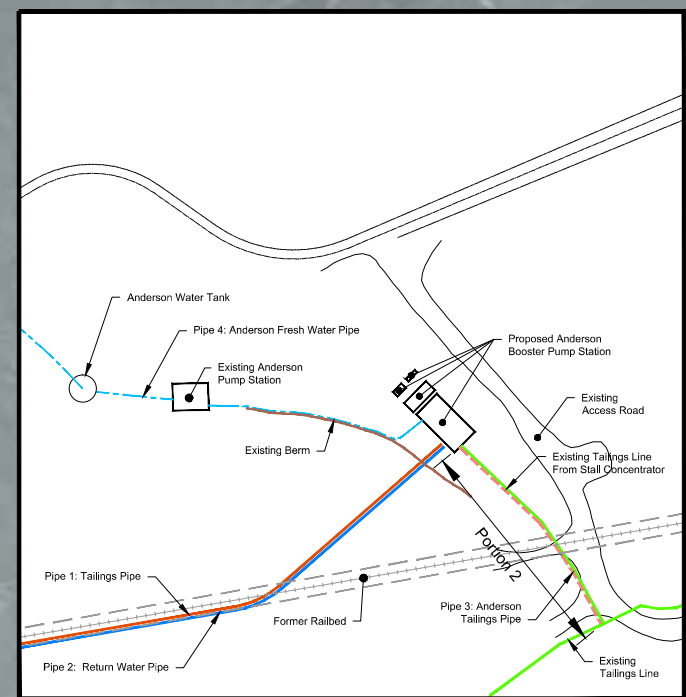 Anderson Water Tank
Pipe 4: Anderson Fresh Water Pipe
Proposed Anderson
Booster Pump Station
Existing Anderson
Pump Station
Existing
Access Road
Existing Berm
Existing Tailings Line
From Stall Concentrator
Portion 2
Pipe 1: Tailings Pipe
Pipe 3: Anderson
Tailings Pipe
Former Railbed
Pipe 2:  Return Water Pipe
Existing
Tailings Line